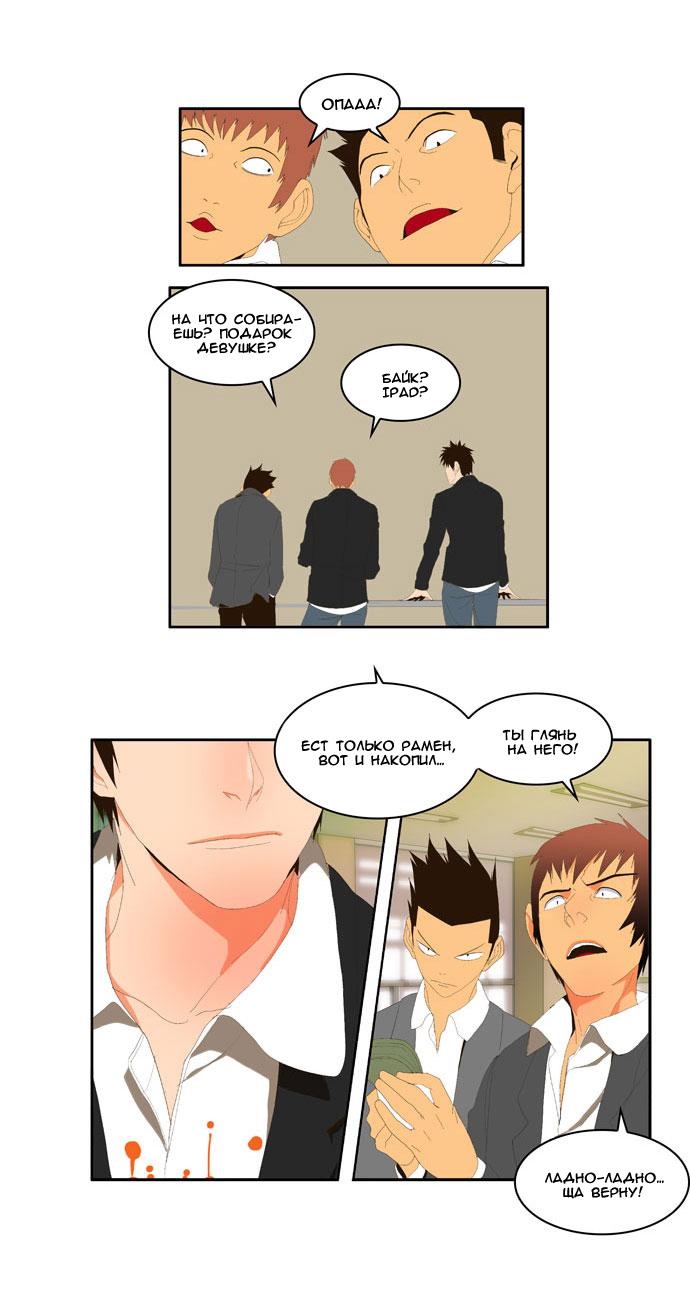 ОПААА!
НА ЧТО СОБИРА-
ЕШЬ? ПОДАРОК
ДЕВУШКЕ?
БАЙК?
IPAD?
ТЫ ГЛЯНЬ
НА НЕГО!
ЕСТ ТОЛЬКО РАМЕН,
ВОТ И НАКОПИЛ...
ЛАДНО-ЛАДНО...
ЩА ВЕРНУ!